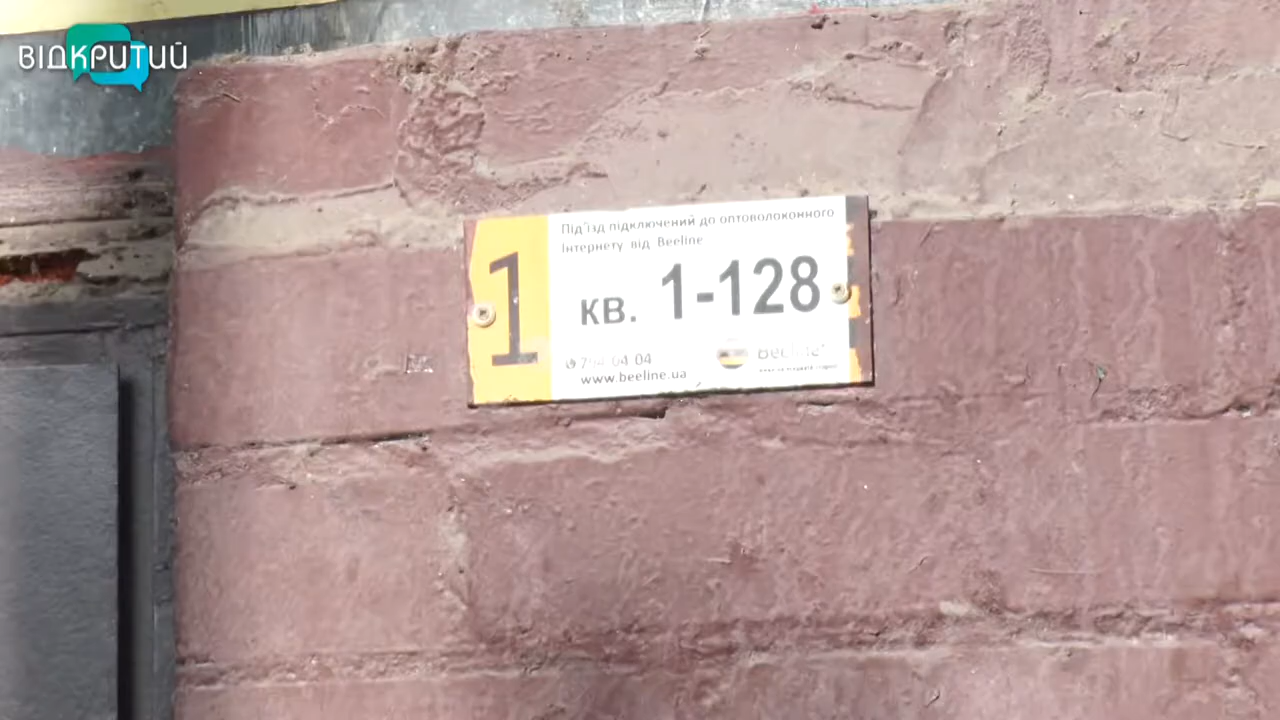 ВІДКРИТИЙ
1
Під'їзд підключений до оптоволоконного
Інтернету від Beeline
кв. 1-128
www.beeline.ua
Beeline